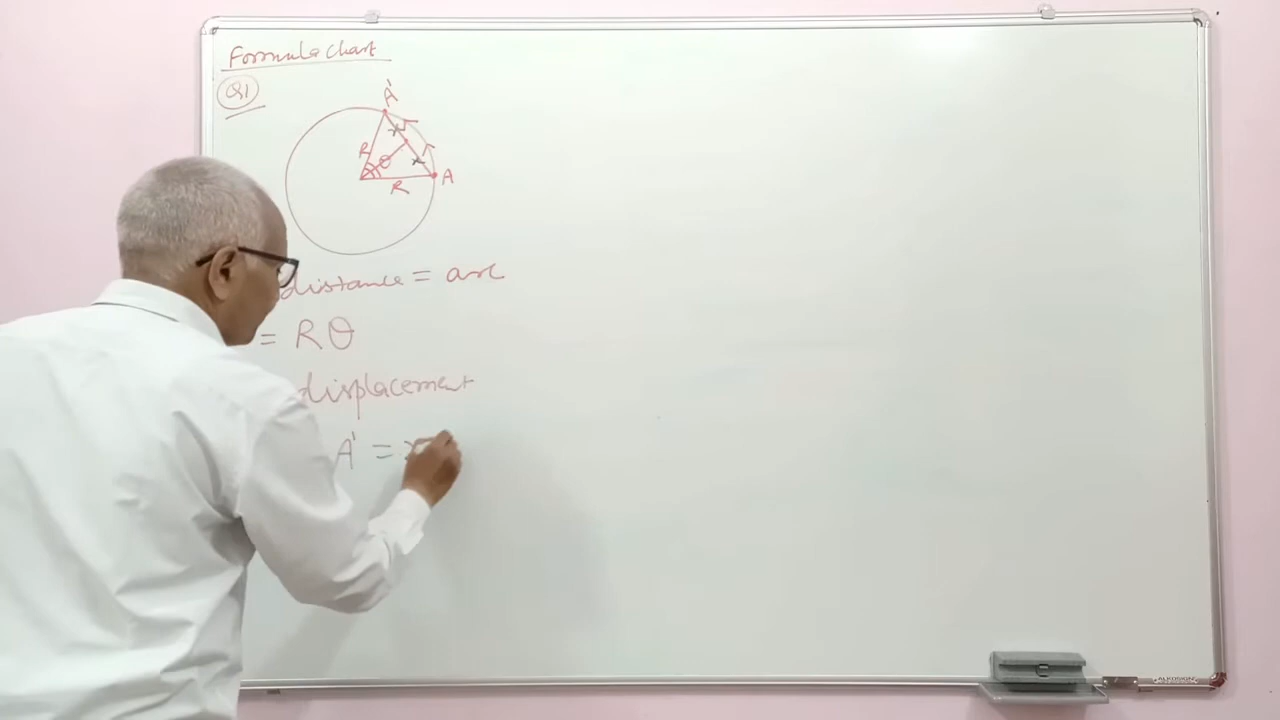 Formula chart
Q1
A'
R
θ
x
x
R
A
distance = arc
= Rθ
displacement
A' = x